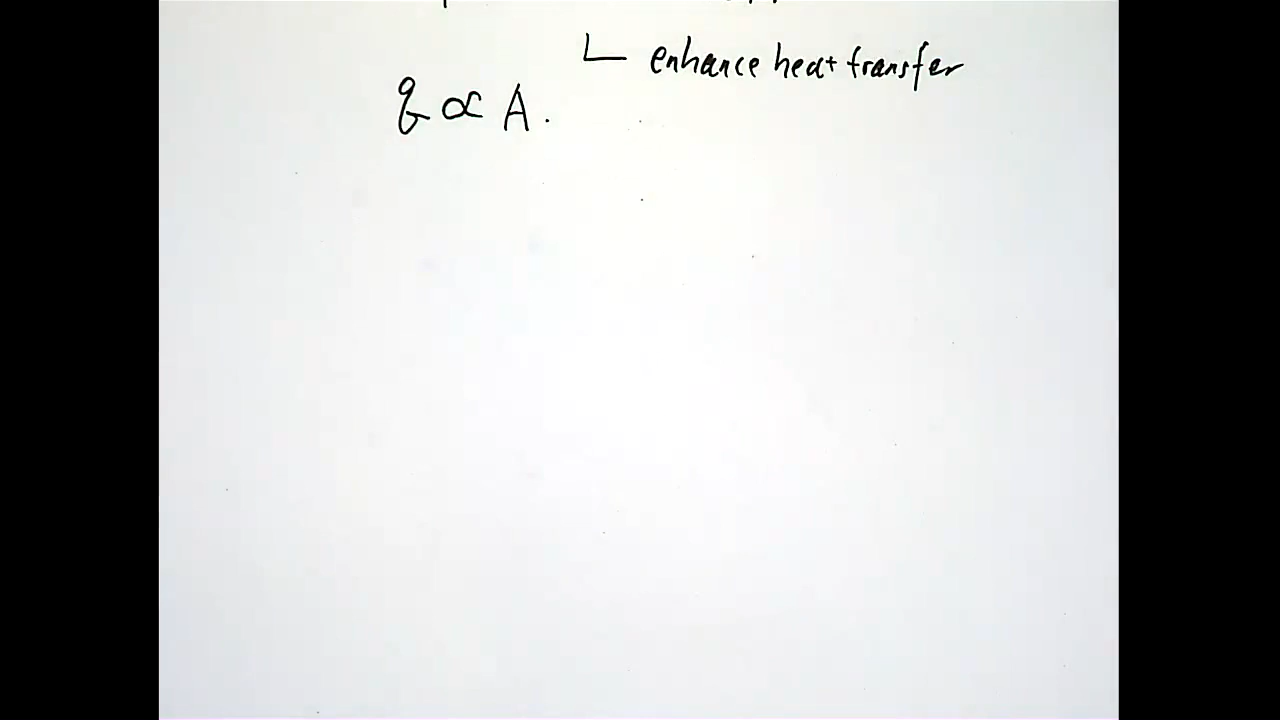 └ enhance heat transfer
q ∝ A.